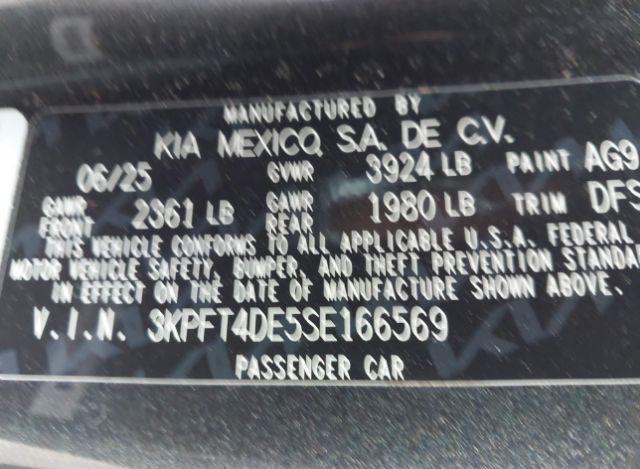 MANUFACTURED BY
KIA MEXICO, S.A. DE C.V.
06/25 GVWR 3924 LB PAINT AG9
GAWR FRONT 2361 LB GAWR REAR 1980 LB TRIM DFS
THIS VEHICLE CONFORMS TO ALL APPLICABLE U.S.A. FEDERAL
MOTOR VEHICLE SAFETY, BUMPER, AND THEFT PREVENTION STANDA
IN EFFECT ON THE DATE OF MANUFACTURE SHOWN ABOVE.
V.I.N. 3KPFT4DE5SE166569
PASSENGER CAR